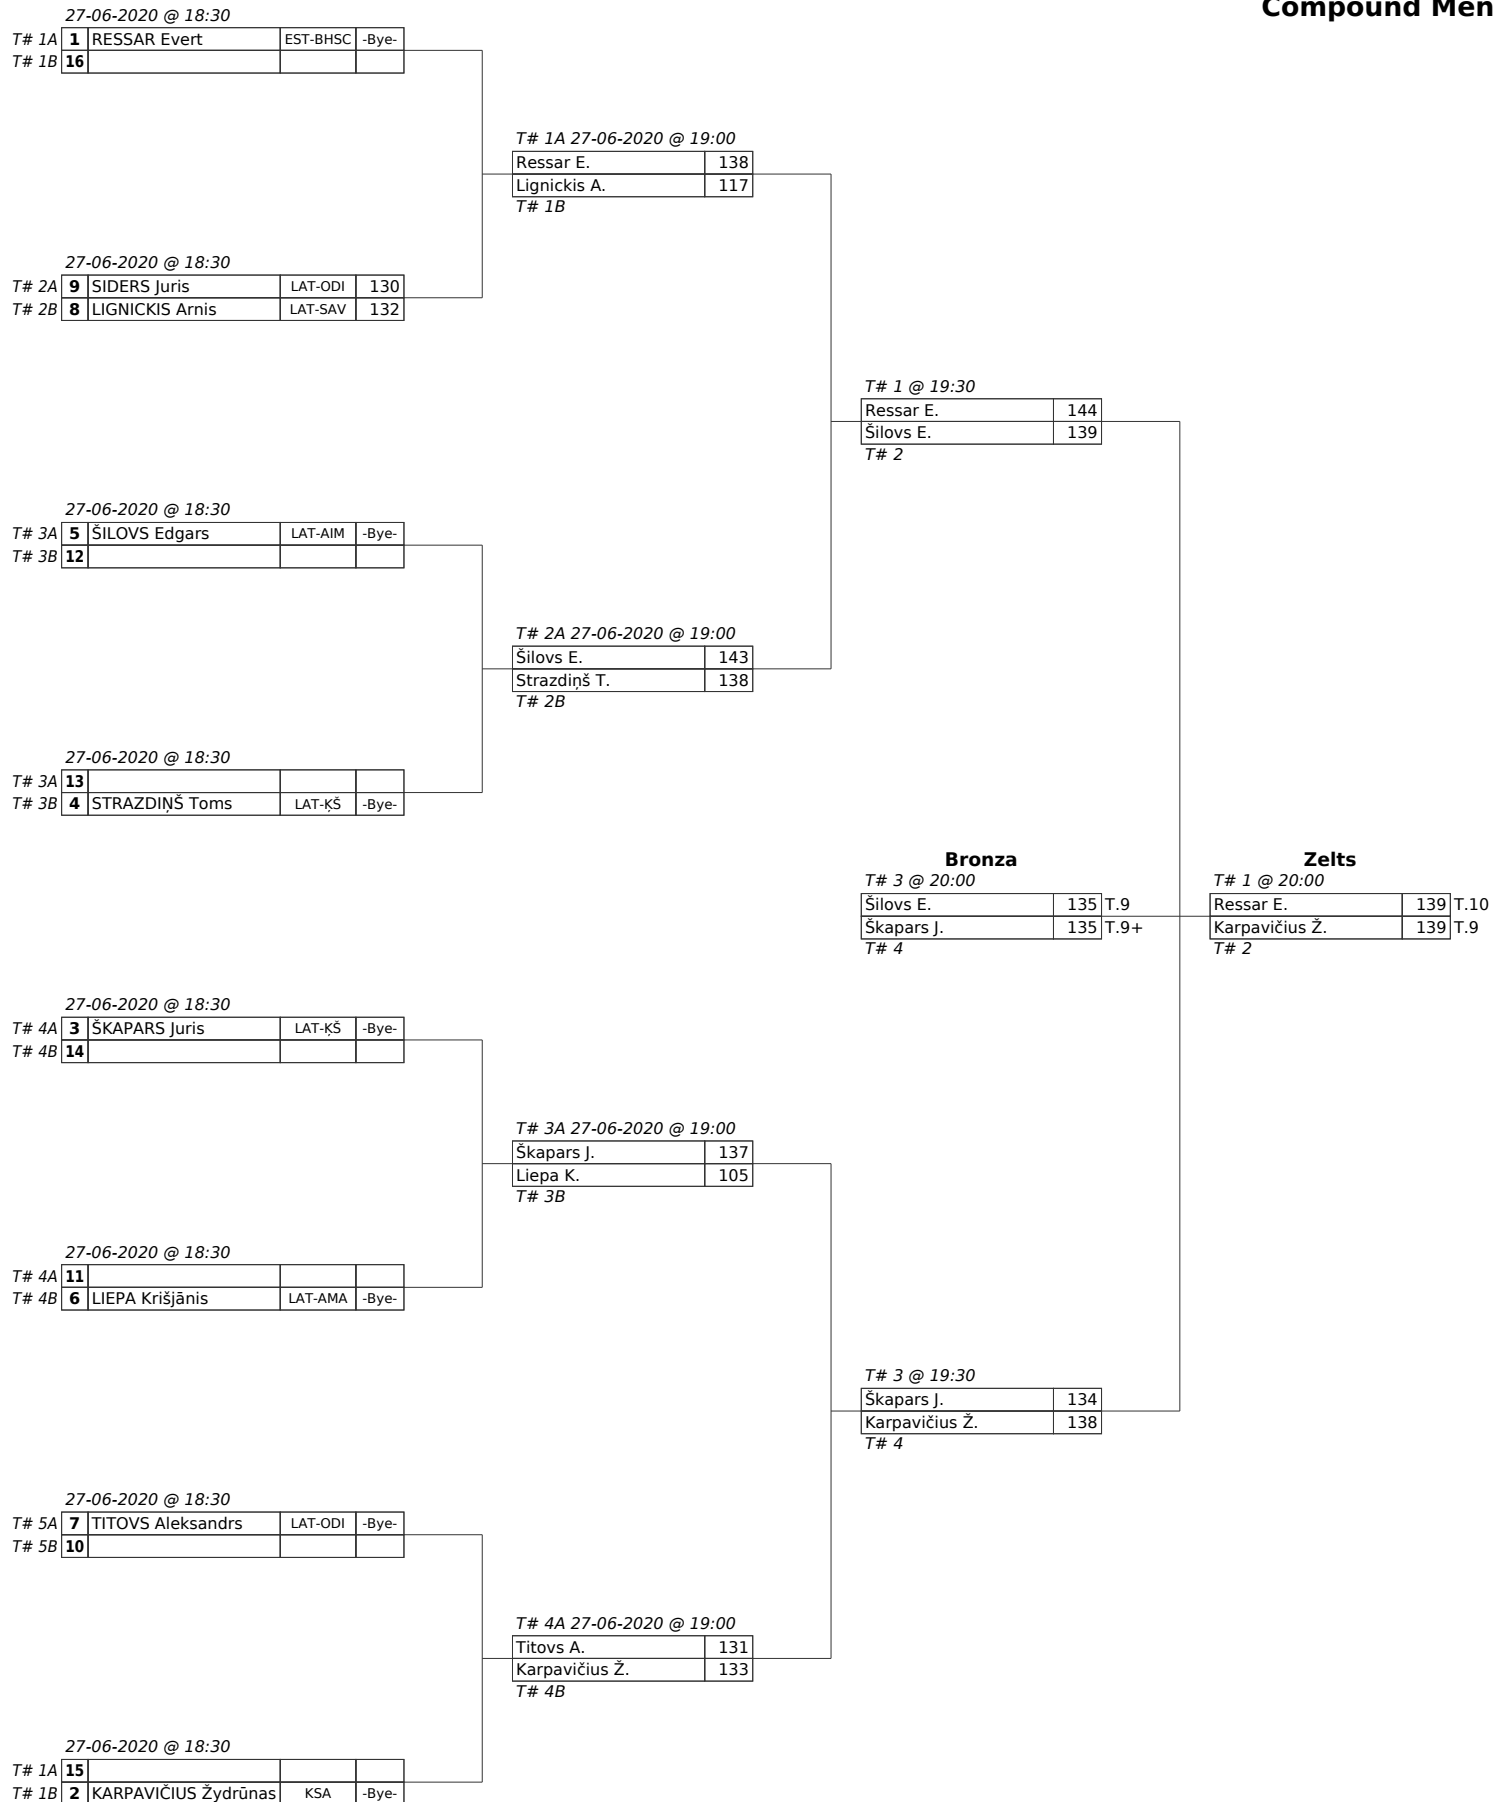 Compound Men
27-06-2020 @ 18:30
T# 1A 1 RESSAR Evert EST-BHSC -Bye-
T# 1B 16
T# 1A 27-06-2020 @ 19:00
Ressar E. 138
Lignickis A. 117
T# 1B
27-06-2020 @ 18:30
T# 2A 9 SIDERS Juris LAT-ODI 130
T# 2B 8 LIGNICKIS Arnis LAT-SAV 132
T# 1 @ 19:30
Ressar E. 144
Šilovs E. 139
T# 2
27-06-2020 @ 18:30
T# 3A 5 ŠILOVS Edgars LAT-AIM -Bye-
T# 3B 12
T# 2A 27-06-2020 @ 19:00
Šilovs E. 143
Strazdiņš T. 138
T# 2B
27-06-2020 @ 18:30
T# 3A 13
T# 3B 4 STRAZDIŅŠ Toms LAT-ĶŠ -Bye-
Bronza
T# 3 @ 20:00
Šilovs E. 135 T.9
Škapars J. 135 T.9+
T# 4
Zelts
T# 1 @ 20:00
Ressar E. 139 T.10
Karpavičius Ž. 139 T.9
T# 2
27-06-2020 @ 18:30
T# 4A 3 ŠKAPARS Juris LAT-ĶŠ -Bye-
T# 4B 14
T# 3A 27-06-2020 @ 19:00
Škapars J. 137
Liepa K. 105
T# 3B
27-06-2020 @ 18:30
T# 4A 11
T# 4B 6 LIEPA Krišjānis LAT-AMA -Bye-
T# 3 @ 19:30
Škapars J. 134
Karpavičius Ž. 138
T# 4
27-06-2020 @ 18:30
T# 5A 7 TITOVS Aleksandrs LAT-ODI -Bye-
T# 5B 10
T# 4A 27-06-2020 @ 19:00
Titovs A. 131
Karpavičius Ž. 133
T# 4B
27-06-2020 @ 18:30
T# 1A 15
T# 1B 2 KARPAVIČIUS Žydrūnas KSA -Bye-